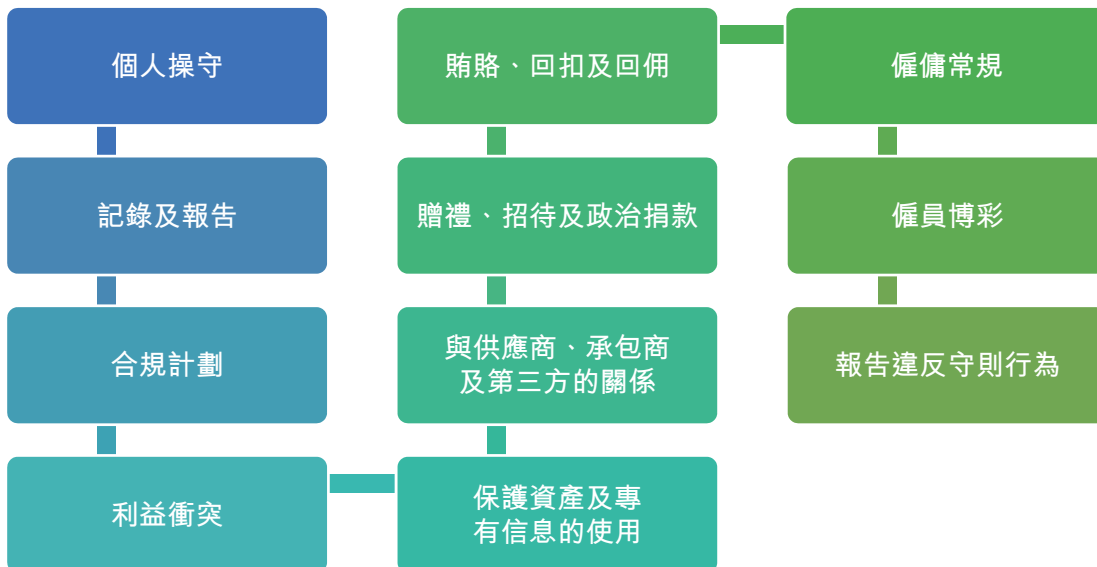 個人操守
記錄及報告
合規計劃
利益衝突
保護資產及專
有信息的使用
與供應商、承包商
及第三方的關係
贈禮、招待及政治捐款
賄賂、回扣及回佣
僱傭常規
僱員博彩
報告違反守則行為